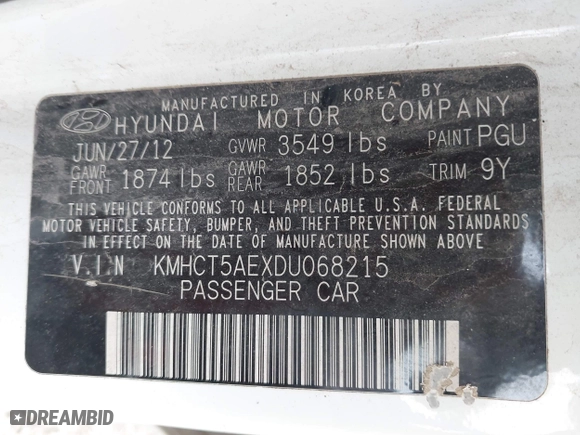 MANUFACTURED IN KOREA BY
HYUNDAI MOTOR COMPANY
JUN/27/12 GVWR 3549 lbs PAINT PGU
GAWR FRONT 1874 lbs GAWR REAR 1852 lbs TRIM 9Y
THIS VEHICLE CONFORMS TO ALL APPLICABLE U.S.A. FEDERAL
MOTOR VEHICLE SAFETY, BUMPER, AND THEFT PREVENTION STANDARDS
IN EFFECT ON THE DATE OF MANUFACTURE SHOWN ABOVE
V.I.N KMHCT5AEXDU068215
PASSENGER CAR
DREAMBID